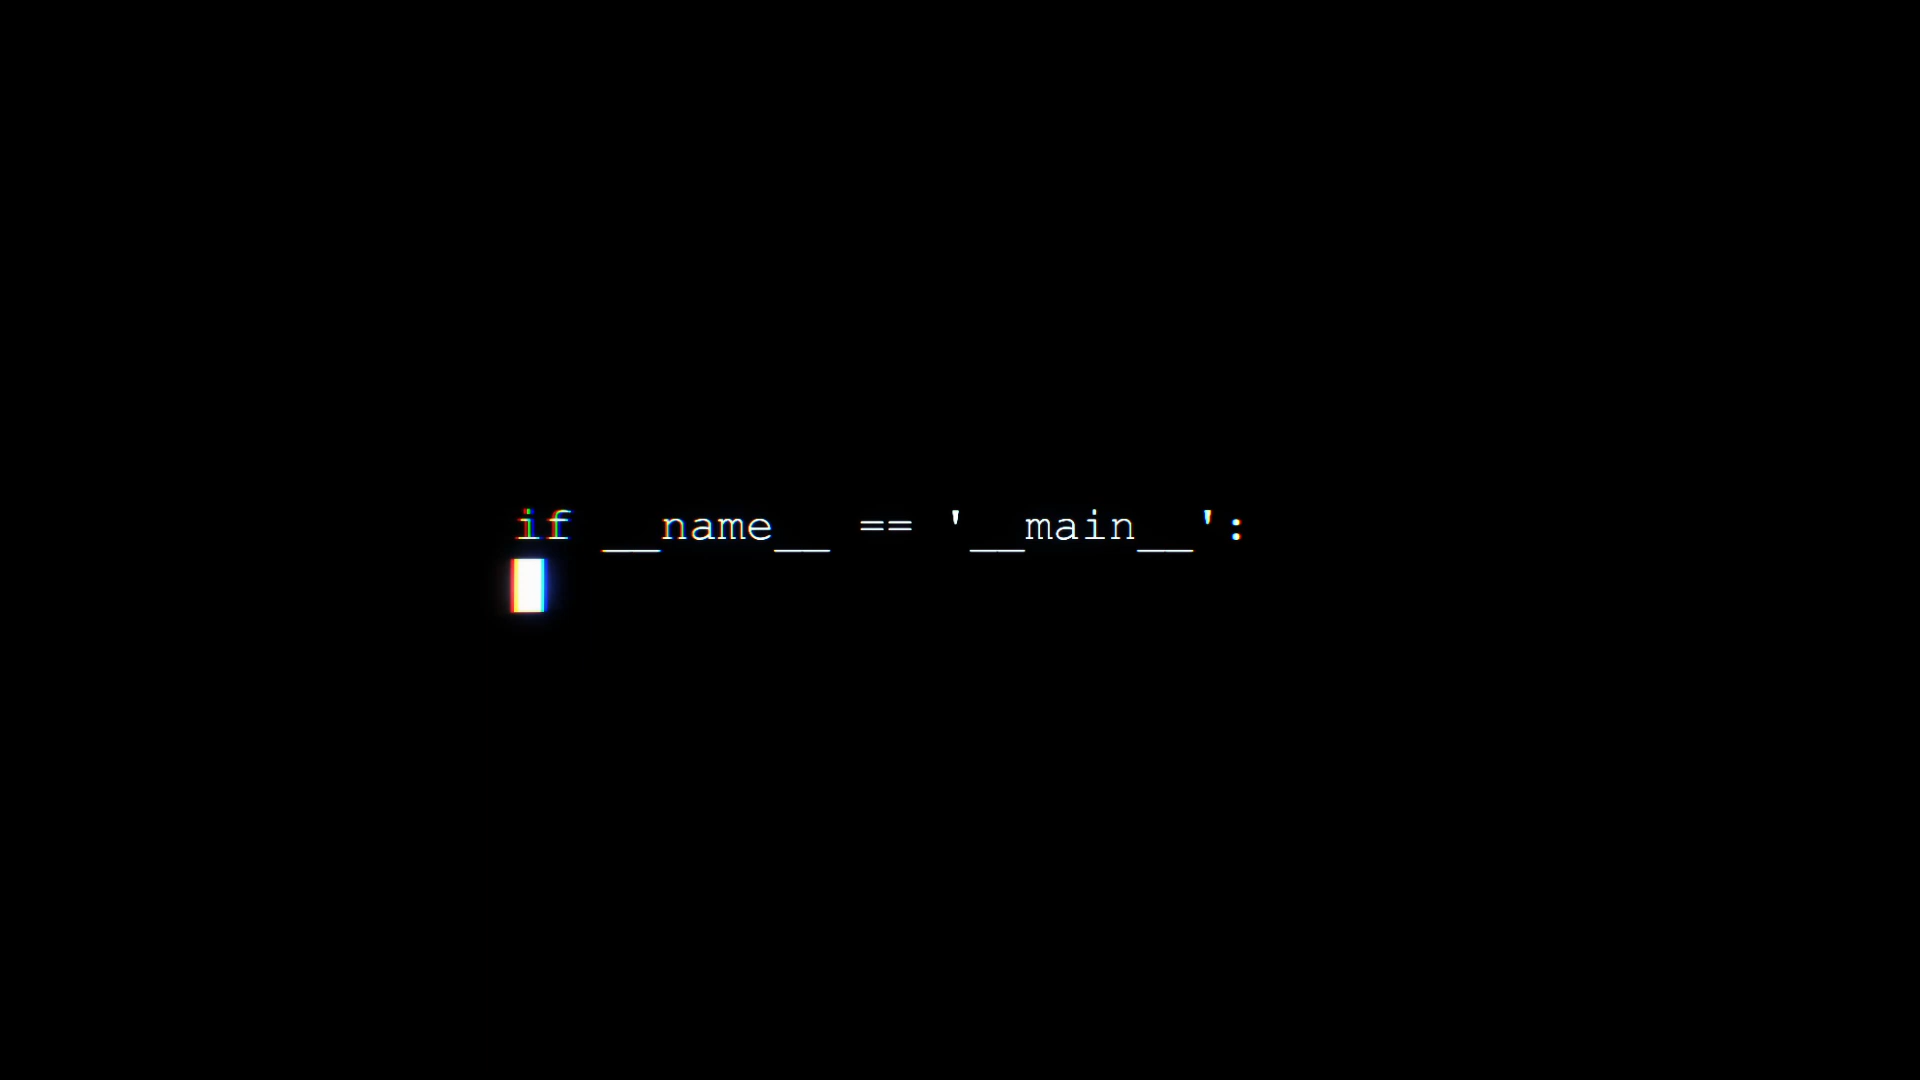 if __name__ == '__main__':